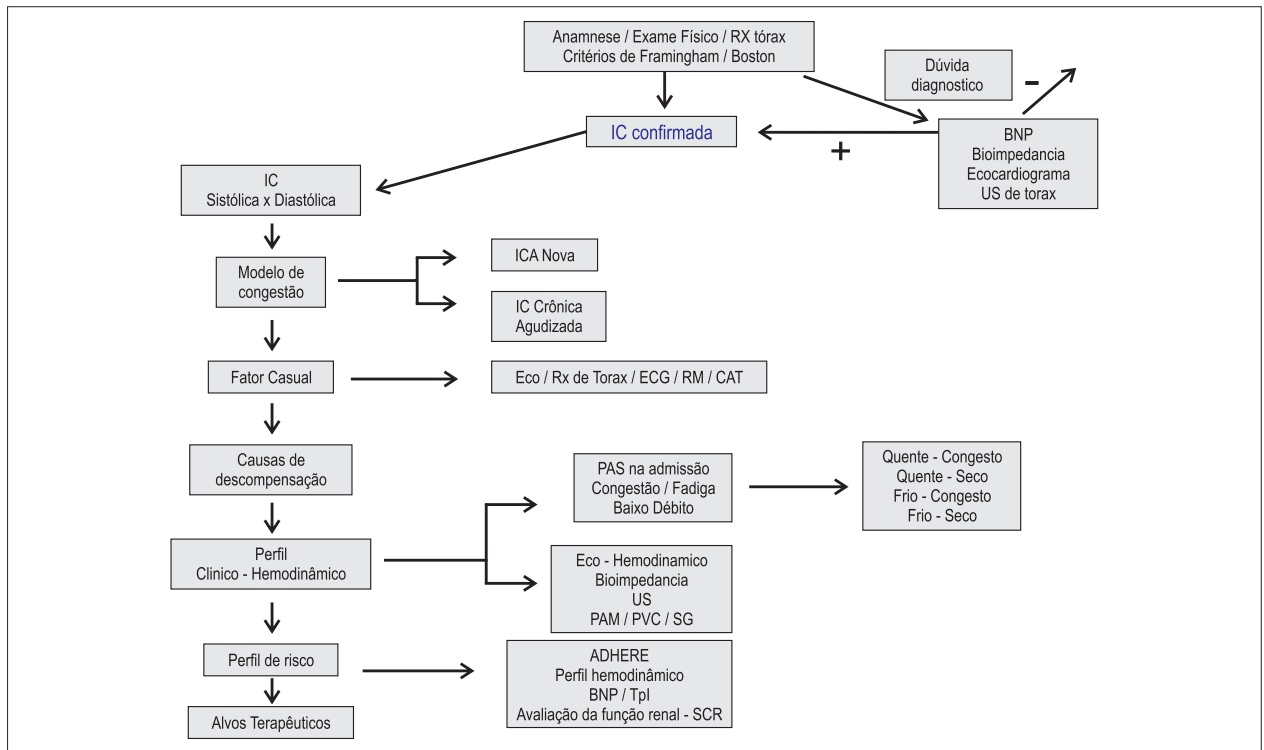 Anamnese / Exame Físico / RX tórax
Critérios de Framingham / Boston
Dúvida
diagnostico
-
IC confirmada
+
BNP
Bioimpedancia
Ecocardiograma
US de torax
IC
Sistólica x Diastólica
Modelo de
congestão
ICA Nova
IC Crônica
Agudizada
Fator Casual
Eco / Rx de Torax / ECG / RM / CAT
Causas de
descompensação
PAS na admissão
Congestão / Fadiga
Baixo Débito
Quente - Congesto
Quente - Seco
Frio - Congesto
Frio - Seco
Perfil
Clinico - Hemodinâmico
Eco - Hemodinamico
Bioimpedancia
US
PAM / PVC / SG
Perfil de risco
ADHERE
Perfil hemodinâmico
BNP / TpI
Avaliação da função renal - SCR
Alvos Terapêuticos